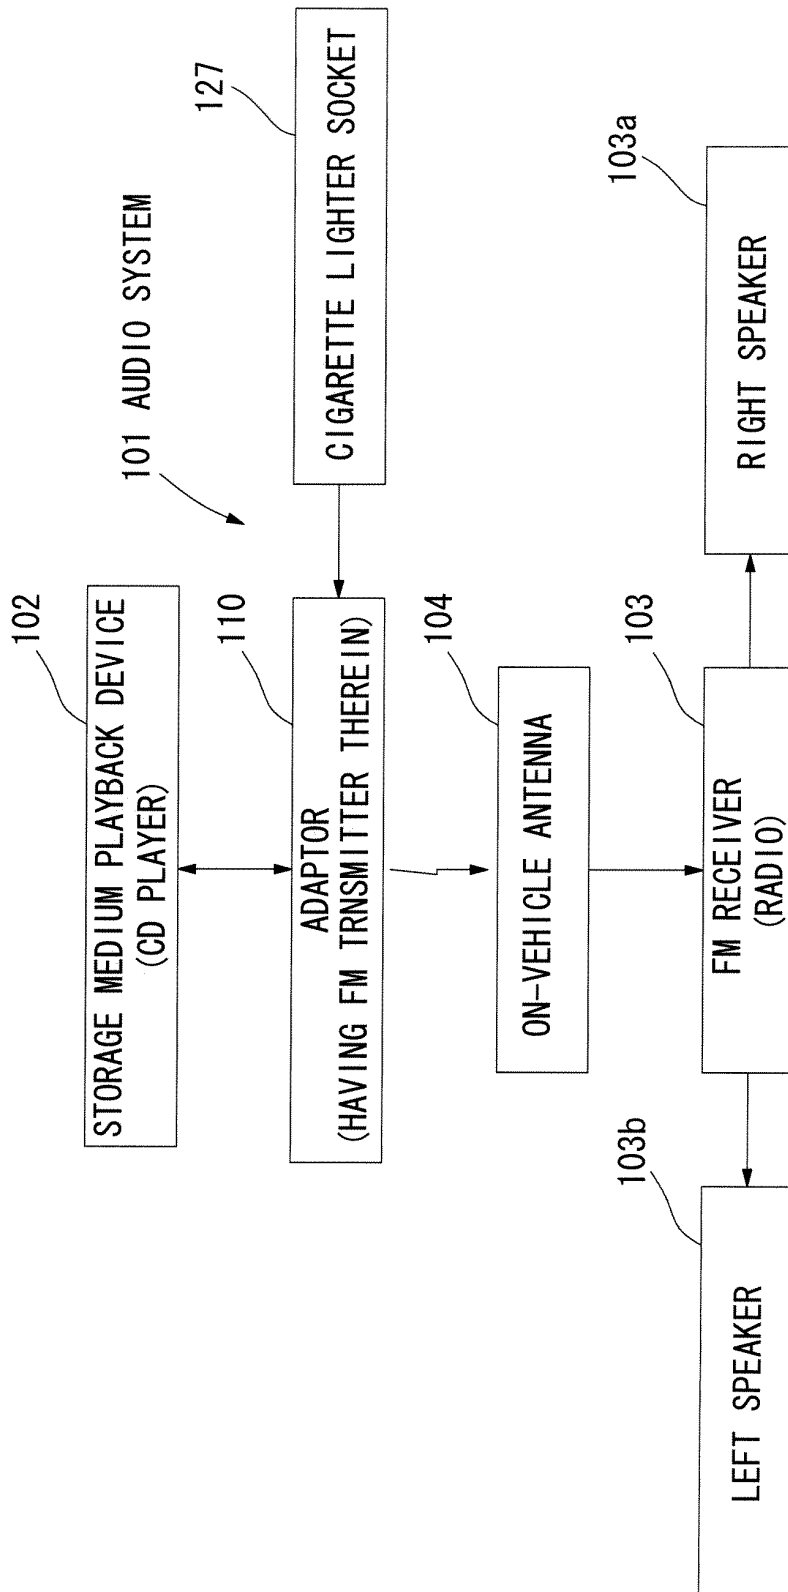 101 AUDIO SYSTEM
102
STORAGE MEDIUM PLAYBACK DEVICE
(CD PLAYER)
127
CIGARETTE LIGHTER SOCKET
110
ADAPTOR
(HAVING FM TRNSMITTER THEREIN)
104
ON-VEHICLE ANTENNA
103b
LEFT SPEAKER
103
FM RECEIVER
(RADIO)
103a
RIGHT SPEAKER